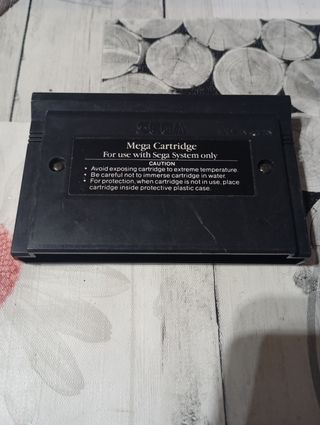 Mega Cartridge
For use with Sega System only
CAUTION
• Avoid exposing cartridge to extreme temperature.
• Be careful not to immerse cartridge in water.
• For protection, when cartridge is not in use, place
cartridge inside protective plastic case.